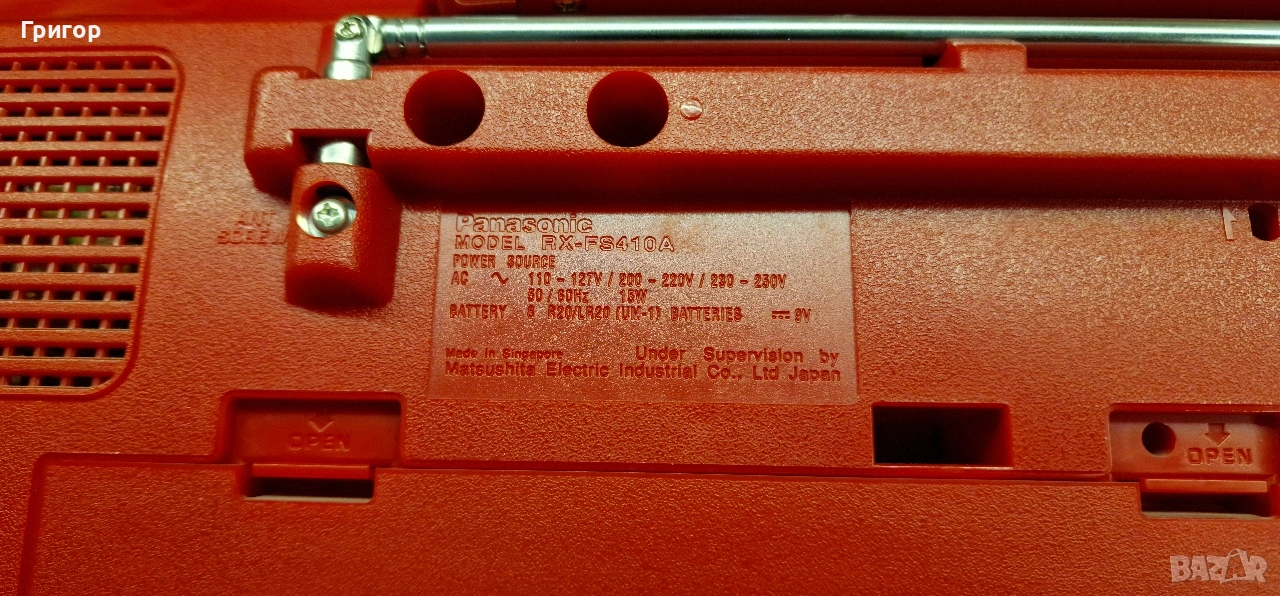 Григор
ANT
SCREW
Panasonic
MODEL RX-FS410A
POWER SOURCE
AC ∿ 110 - 127V / 200 - 220V / 230 - 250V
50 / 60Hz 15W
BATTERY 6 R20/LR20 (UM-1) BATTERIES ⎓ 9V
Made in Singapore Under Supervision by
Matsushita Electric Industrial Co., Ltd Japan
OPEN
OPEN
BAZAR